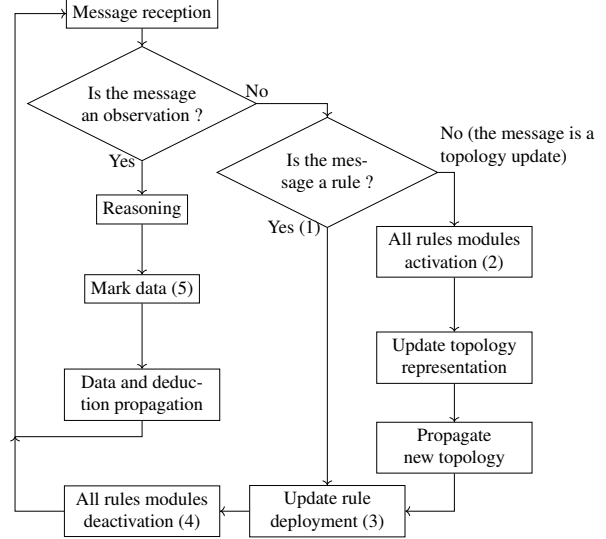 Message reception
Is the message
an observation ?
No
Yes
Is the mes-
sage a rule ?
No (the message is a
topology update)
Yes (1)
Reasoning
All rules modules
activation (2)
Mark data (5)
Update topology
representation
Data and deduc-
tion propagation
Propagate
new topology
All rules modules
deactivation (4)
Update rule
deployment (3)